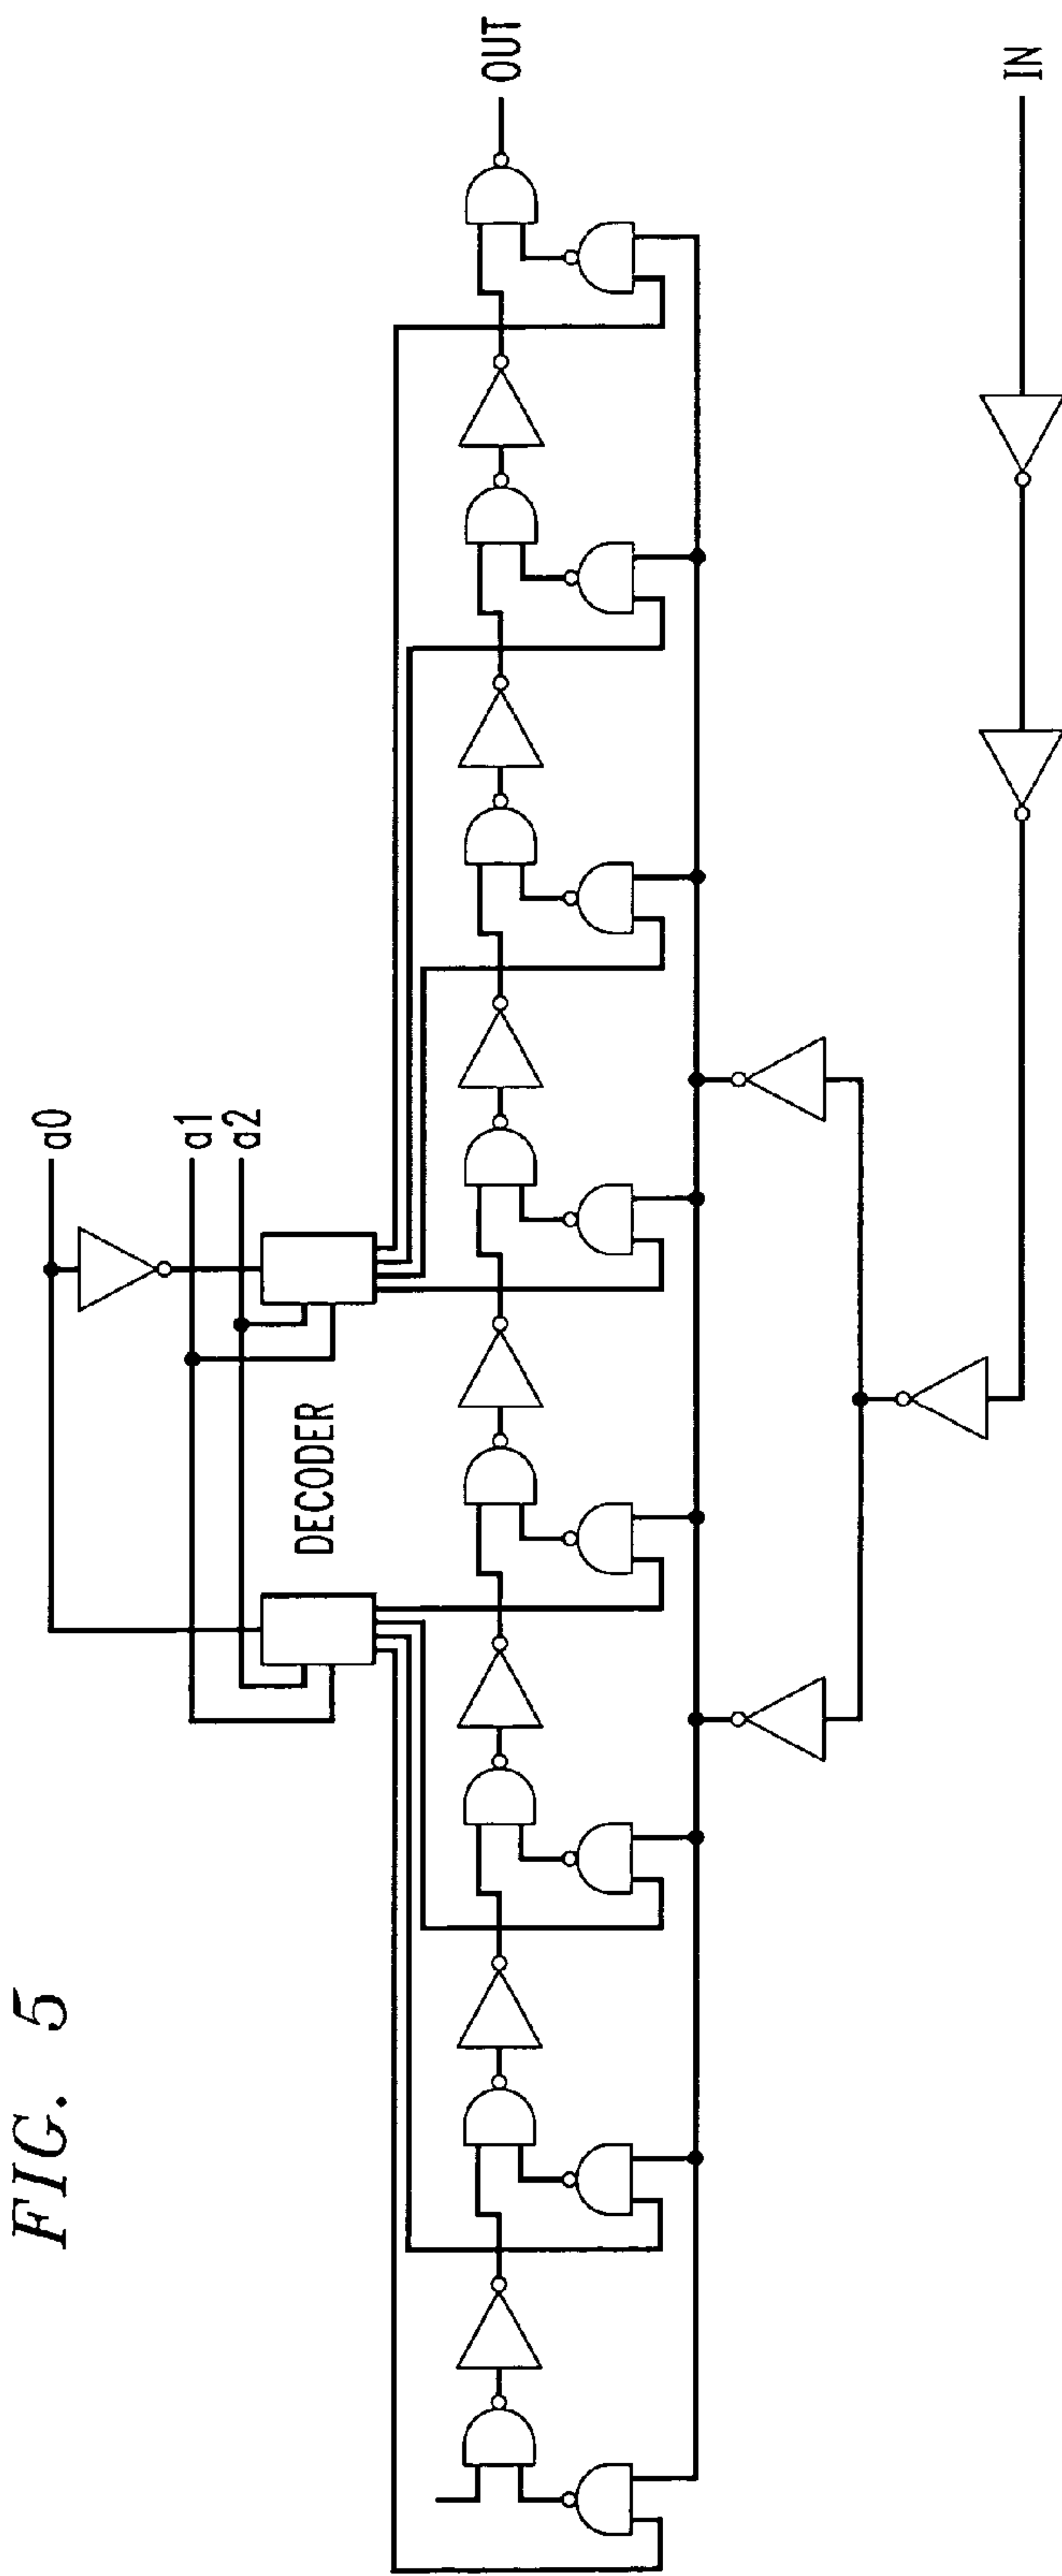 FIG. 5
a0
a1
a2
DECODER
OUT
IN